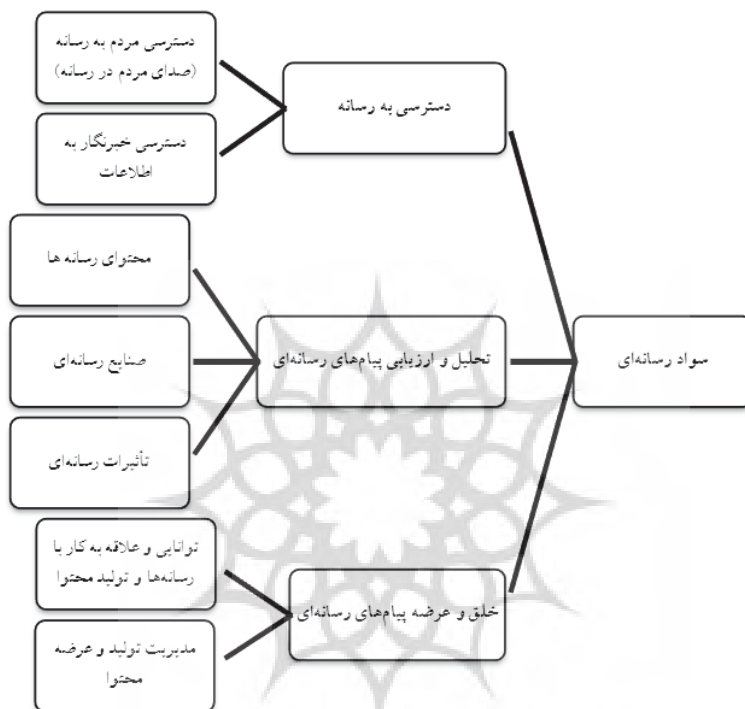 سواد رسانه‌ای
دسترسی به رسانه
دسترسی مردم به رسانه
(صدای مردم در رسانه)
دسترسی خبرنگار به
اطلاعات
تحلیل و ارزیابی پیام‌های رسانه‌ای
محتوای رسانه ها
صنایع رسانه‌ای
تأثیرات رسانه‌ای
خلق و عرضه پیام‌های رسانه‌ای
توانایی و علاقه به کار با
رسانه‌ها و تولید محتوا
مدیریت تولید و عرضه
محتوا